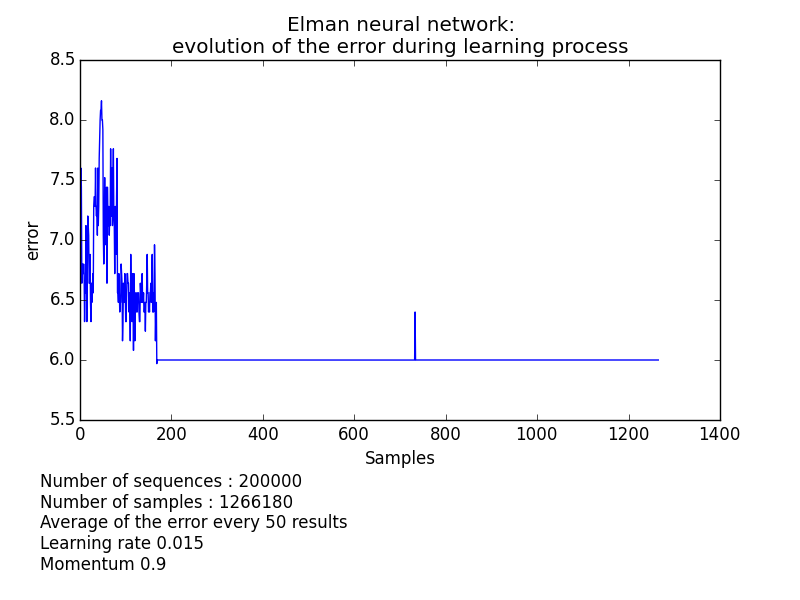 Elman neural network:
evolution of the error during learning process
8.5
8.0
7.5
7.0
6.5
6.0
5.5
error
0 200 400 600 800 1000 1200 1400
Samples
Number of sequences : 200000
Number of samples : 1266180
Average of the error every 50 results
Learning rate 0.015
Momentum 0.9